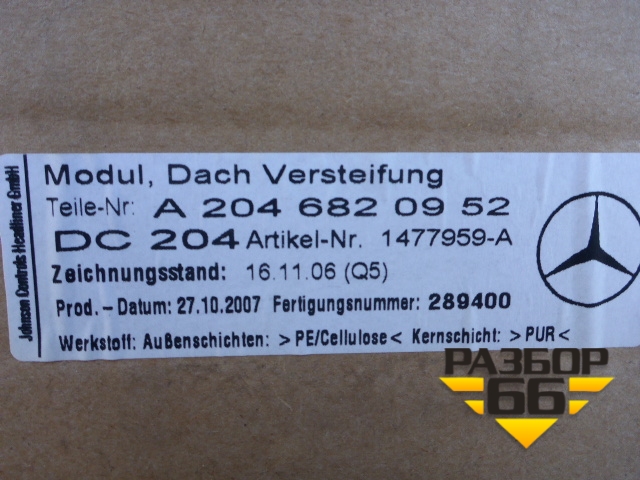 Johnson Controls Headliner GmbH
Modul, Dach Versteifung
Teile-Nr: A 204 682 09 52
DC 204 Artikel-Nr. 1477959-A
Zeichnungsstand: 16.11.06 (Q5)
Prod. - Datum: 27.10.2007 Fertigungsnummer: 289400
Werkstoff: Außenschichten: >PE/Cellulose< Kernschicht: >PUR<
РАЗБОР
66